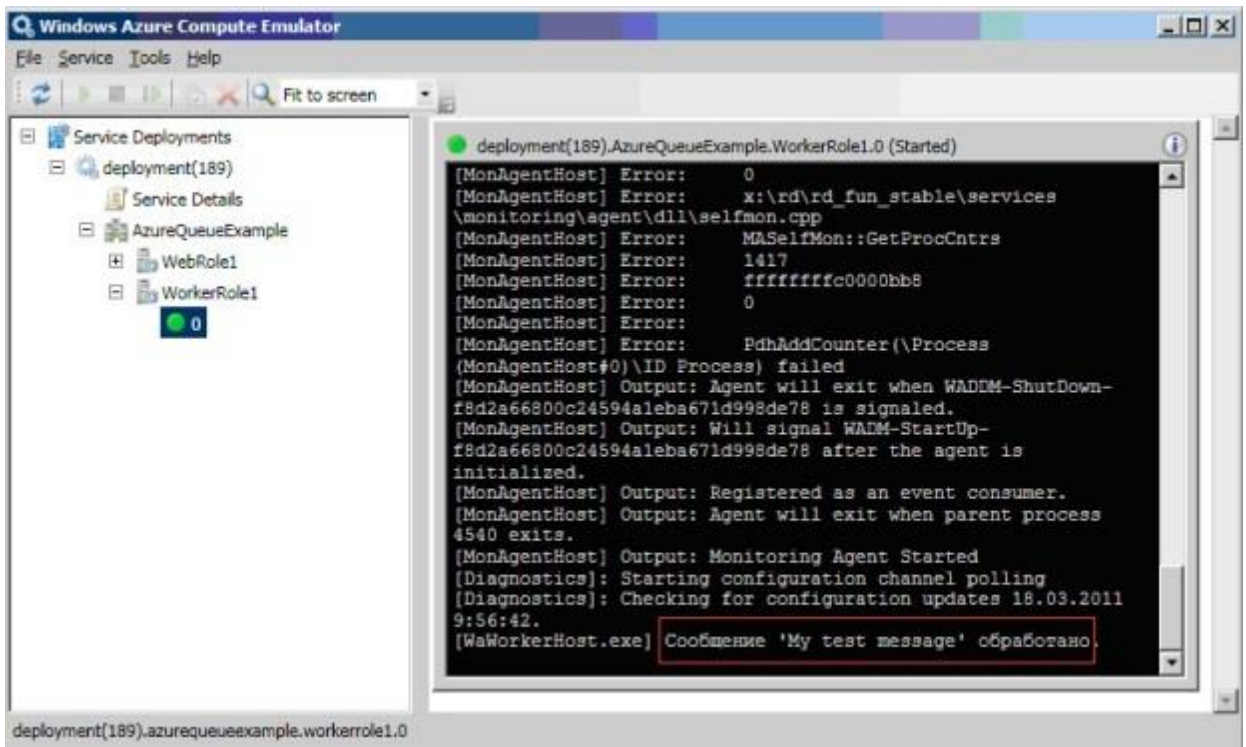 Windows Azure Compute Emulator
File Service Tools Help
Fit to screen
Service Deployments
deployment(189)
Service Details
AzureQueueExample
WebRole1
WorkerRole1
0
deployment(189).AzureQueueExample.WorkerRole1.0 (Started)
[MonAgentHost] Error: 0
[MonAgentHost] Error: x:\rd\rd_fun_stable\services
\monitoring\agent\dll\selfmon.cpp
[MonAgentHost] Error: MASelfMon::GetProcCntrs
[MonAgentHost] Error: 1417
[MonAgentHost] Error: ffffffffc0000bb8
[MonAgentHost] Error: 0
[MonAgentHost] Error:
[MonAgentHost] Error: PdhAddCounter(\Process
(MonAgentHost#0)\ID Process) failed
[MonAgentHost] Output: Agent will exit when WADDM-ShutDown-
f8d2a66800c24594a1eba671d998de78 is signaled.
[MonAgentHost] Output: Will signal WADM-StartUp-
f8d2a66800c24594a1eba671d998de78 after the agent is
initialized.
[MonAgentHost] Output: Registered as an event consumer.
[MonAgentHost] Output: Agent will exit when parent process
4540 exits.
[MonAgentHost] Output: Monitoring Agent Started
[Diagnostics]: Starting configuration channel polling
[Diagnostics]: Checking for configuration updates 18.03.2011
9:56:42.
[WaWorkerHost.exe] Сообщение 'My test message' обработано.
deployment(189).azurequeueexample.workerrole1.0